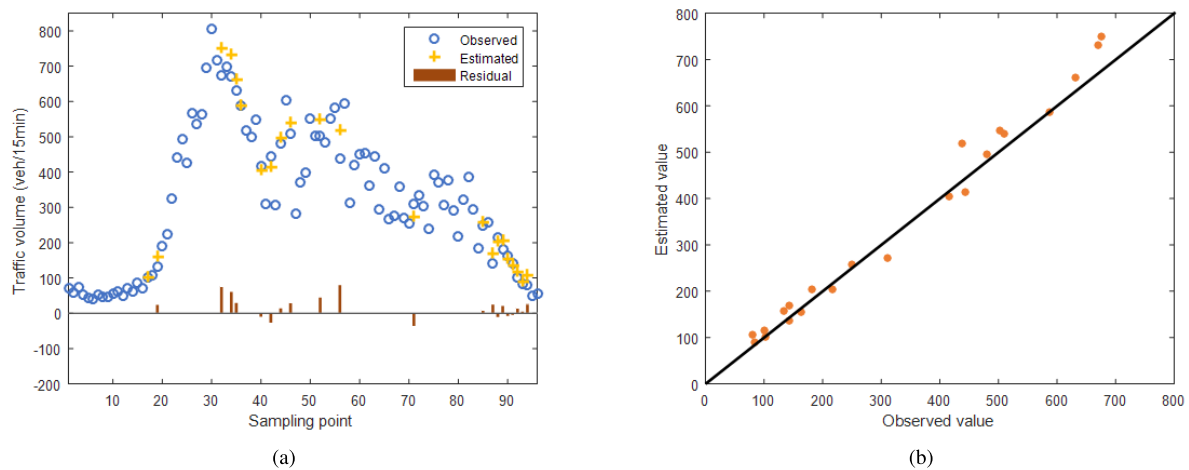 800
700
600
500
400
300
200
100
0
-100
-200
Traffic volume (veh/15min)
10 20 30 40 50 60 70 80 90
Sampling point
Observed
Estimated
Residual
(a)
800
700
600
500
400
300
200
100
0
Estimated value
0 100 200 300 400 500 600 700 800
Observed value
(b)